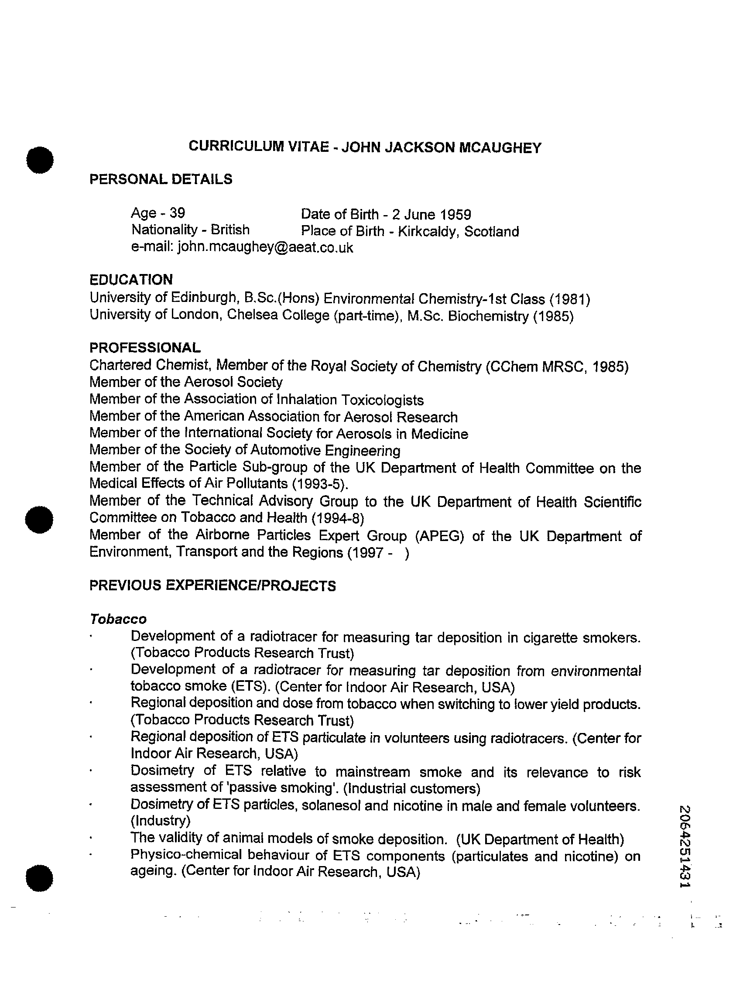 CURRICULUM VITAE - JOHN JACKSON MCAUGHEY
PERSONAL DETAILS
Age - 39 Date of Birth - 2 June 1959
Nationality - British Place of Birth - Kirkcaldy, Scotland
e-mail: john.mcaughey@aeat.co.uk
EDUCATION
University of Edinburgh, B.Sc.(Hons) Environmental Chemistry-1st Class (1981)
University of London, Chelsea College (part-time), M.Sc. Biochemistry (1985)
PROFESSIONAL
Chartered Chemist, Member of the Royal Society of Chemistry (CChem MRSC, 1985)
Member of the Aerosol Society
Member of the Association of Inhalation Toxicologists
Member of the American Association for Aerosol Research
Member of the International Society for Aerosols in Medicine
Member of the Society of Automotive Engineering
Member of the Particle Sub-group of the UK Department of Health Committee on the
Medical Effects of Air Pollutants (1993-5).
Member of the Technical Advisory Group to the UK Department of Health Scientific
Committee on Tobacco and Health (1994-8)
Member of the Airborne Particles Expert Group (APEG) of the UK Department of
Environment, Transport and the Regions (1997 - )
PREVIOUS EXPERIENCE/PROJECTS
Tobacco
· Development of a radiotracer for measuring tar deposition in cigarette smokers.
(Tobacco Products Research Trust)
· Development of a radiotracer for measuring tar deposition from environmental
tobacco smoke (ETS). (Center for Indoor Air Research, USA)
· Regional deposition and dose from tobacco when switching to lower yield products.
(Tobacco Products Research Trust)
· Regional deposition of ETS particulate in volunteers using radiotracers. (Center for
Indoor Air Research, USA)
· Dosimetry of ETS relative to mainstream smoke and its relevance to risk
assessment of 'passive smoking'. (Industrial customers)
· Dosimetry of ETS particles, solanesol and nicotine in male and female volunteers.
(Industry)
· The validity of animal models of smoke deposition. (UK Department of Health)
· Physico-chemical behaviour of ETS components (particulates and nicotine) on
ageing. (Center for Indoor Air Research, USA)
2064251431